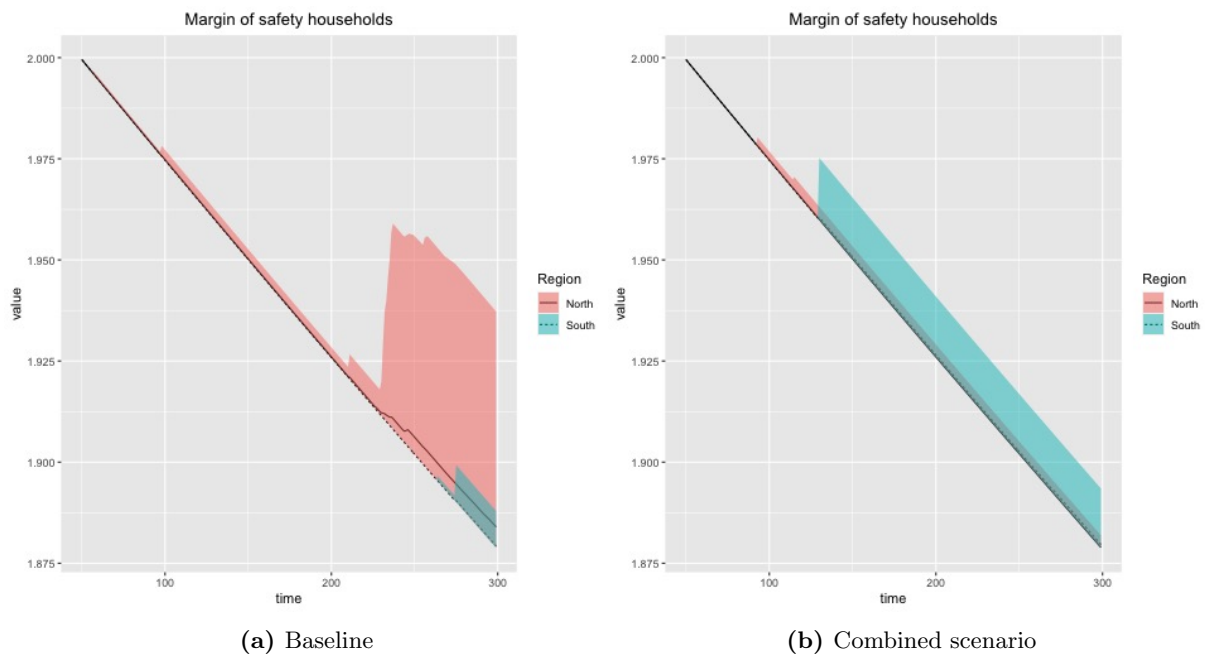 Margin of safety households
2.000
1.975
1.950
1.925
1.900
1.875
value
100
200
300
time
Region
North
South
(a) Baseline
Margin of safety households
2.000
1.975
1.950
1.925
1.900
1.875
value
100
200
300
time
Region
North
South
(b) Combined scenario